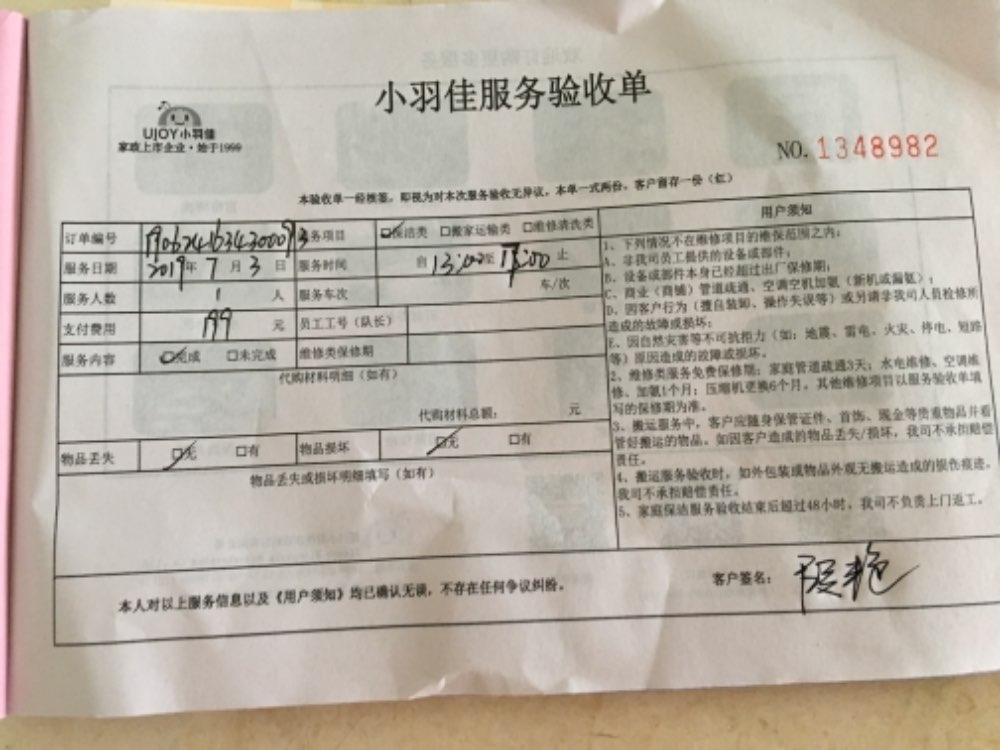 小羽佳服务验收单
UJOY小羽佳
家政上市企业·始于1999
NO. 1348982
本验收单一经核签，即视为对本次服务验收无异议，本单一式两份，客户留存一份（红）
订单编号 服务项目 □保洁类 □搬家运输类 □维修清洗类
服务日期 2019年7月3日 服务时间 自13:00至17:00止
服务人数 1 人 服务车次 车/次
支付费用 199 元 员工工号（队长）
服务内容 □完成 □未完成 维修类保修期
代购材料明细（如有）
代购材料总额： 元
物品丢失 □无 □有 物品损坏 □无 □有
物品丢失或损坏明细填写（如有）
用户须知
1、下列情况不在维修项目的维保范围之内：
A、非我司员工提供的设备或部件；
B、设备或部件本身已经超过出厂保修期；
C、商业（商铺）管道疏通、空调空机加氨（新机或漏氨）；
D、因客户行为（擅自装卸、操作失误等）或另请非我司人员检修所
造成的故障或损坏；
E、因自然灾害等不可抗拒力（如：地震、雷电、火灾、停电、短路
等）原因造成的故障或损坏。
2、维修类服务免费保修期：家庭管道疏通3天；水电维修、空调维
修、加氨1个月；压缩机更换6个月。其他维修项目以服务验收单填
写的保修期为准。
3、搬运服务中，客户应随身保管证件、首饰、现金等贵重物品并看
管好搬运的物品。如因客户造成的物品丢失/损坏，我司不承担赔偿
责任。
4、搬运服务验收时，如外包装或物品外观无搬运造成的损伤痕迹，
我司不承担赔偿责任。
5、家庭保洁服务验收结束后超过48小时，我司不负责上门返工。
本人对以上服务信息以及《用户须知》均已确认无误，不存在任何争议纠纷。
客户签名：